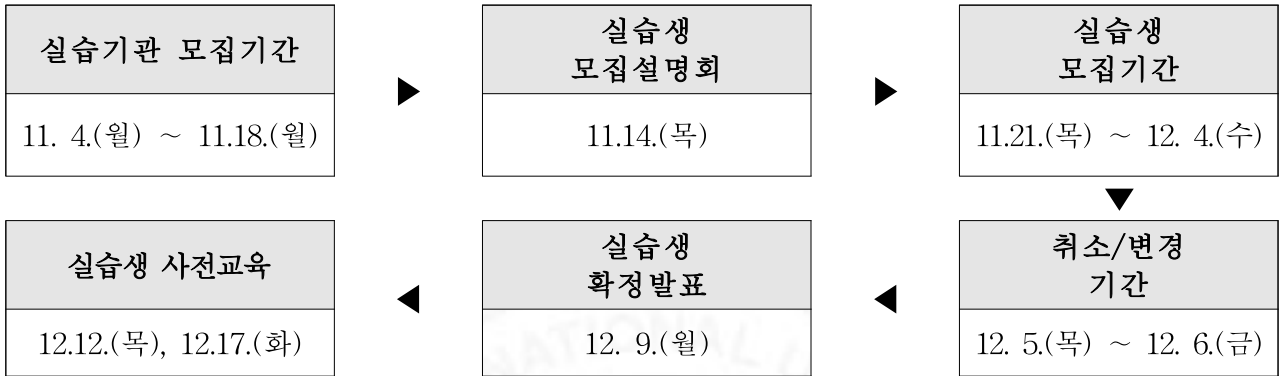 실습기관 모집기간
11. 4.(월) ~ 11.18.(월)
▶
실습생
모집설명회
11.14.(목)
▶
실습생
모집기간
11.21.(목) ~ 12. 4.(수)
▼
취소/변경
기간
12. 5.(목) ~ 12. 6.(금)
◀
실습생
확정발표
12. 9.(월)
◀
실습생 사전교육
12.12.(목), 12.17.(화)
NATIONAL U